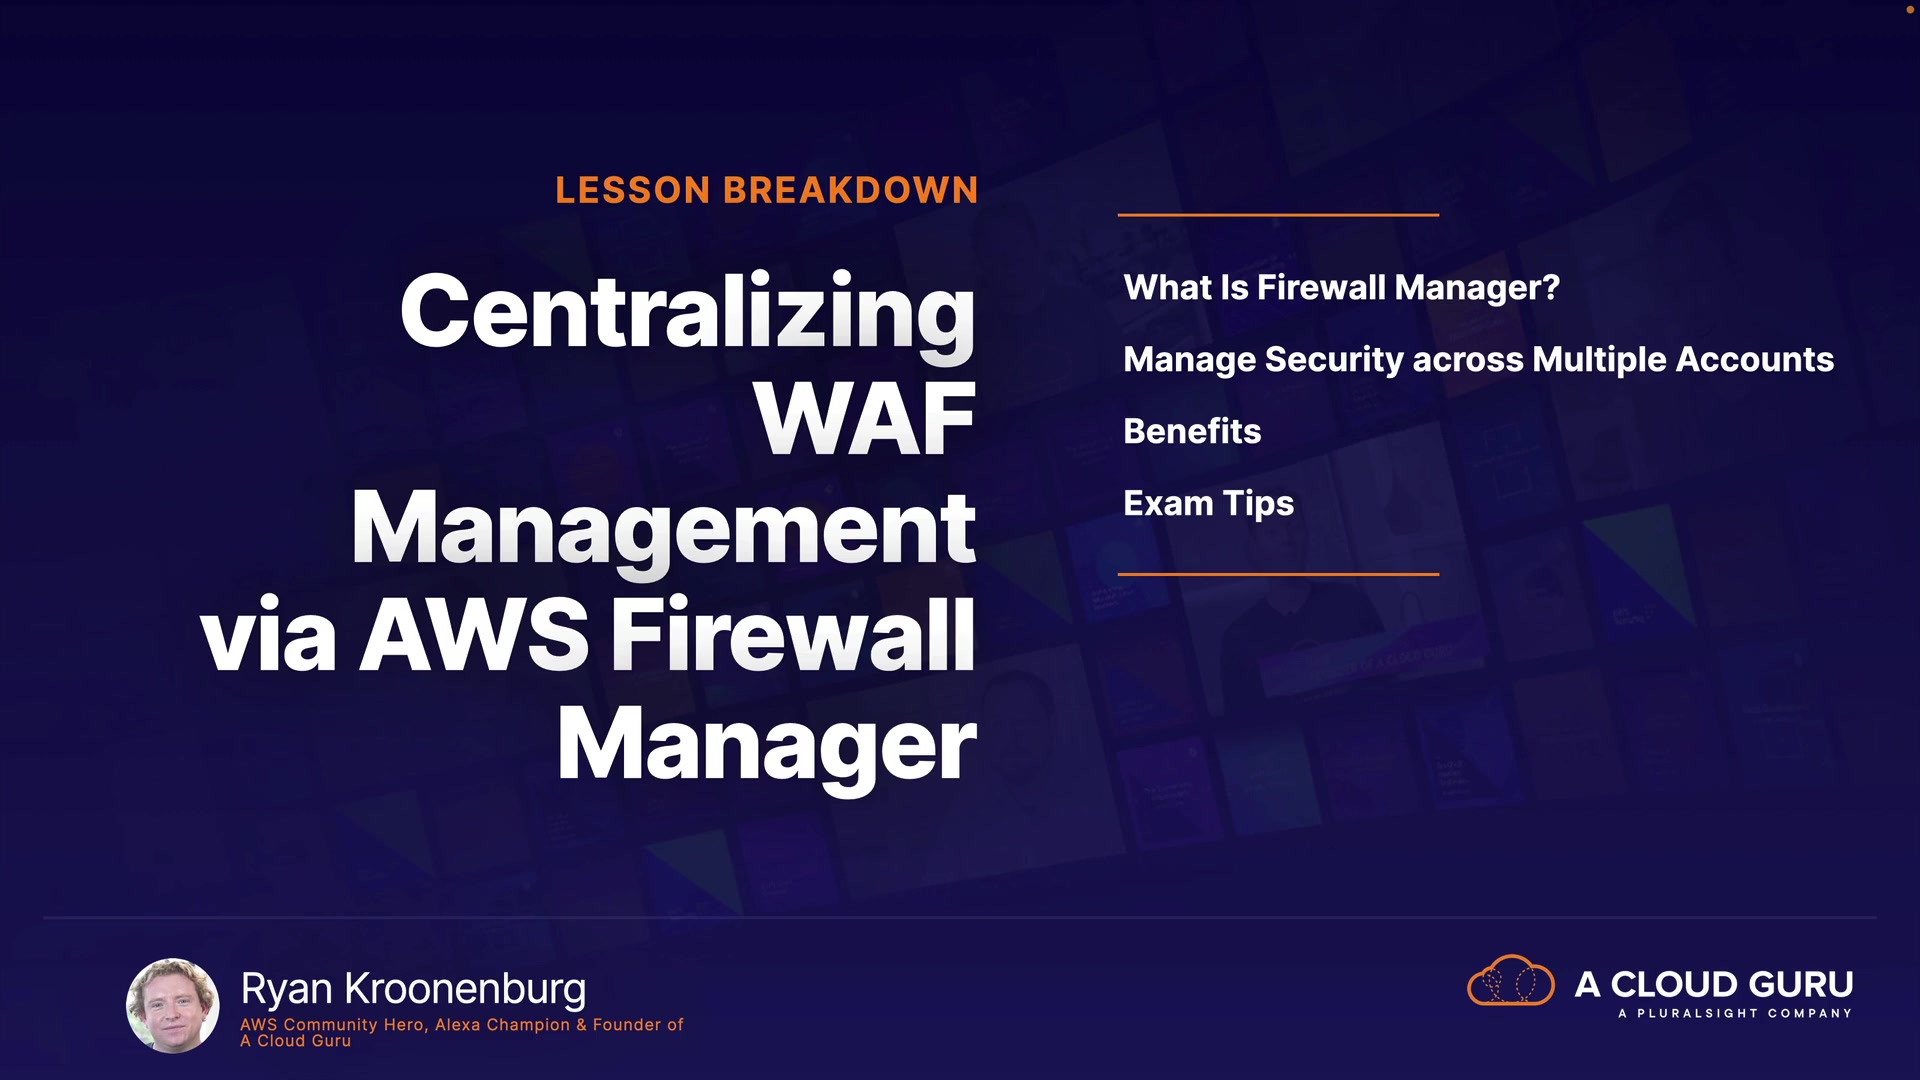 LESSON BREAKDOWN
Centralizing
WAF
Management
via AWS Firewall
Manager
What Is Firewall Manager?
Manage Security across Multiple Accounts
Benefits
Exam Tips
Ryan Kroonenburg
AWS Community Hero, Alexa Champion & Founder of
A Cloud Guru
A CLOUD GURU
A PLURALSIGHT COMPANY